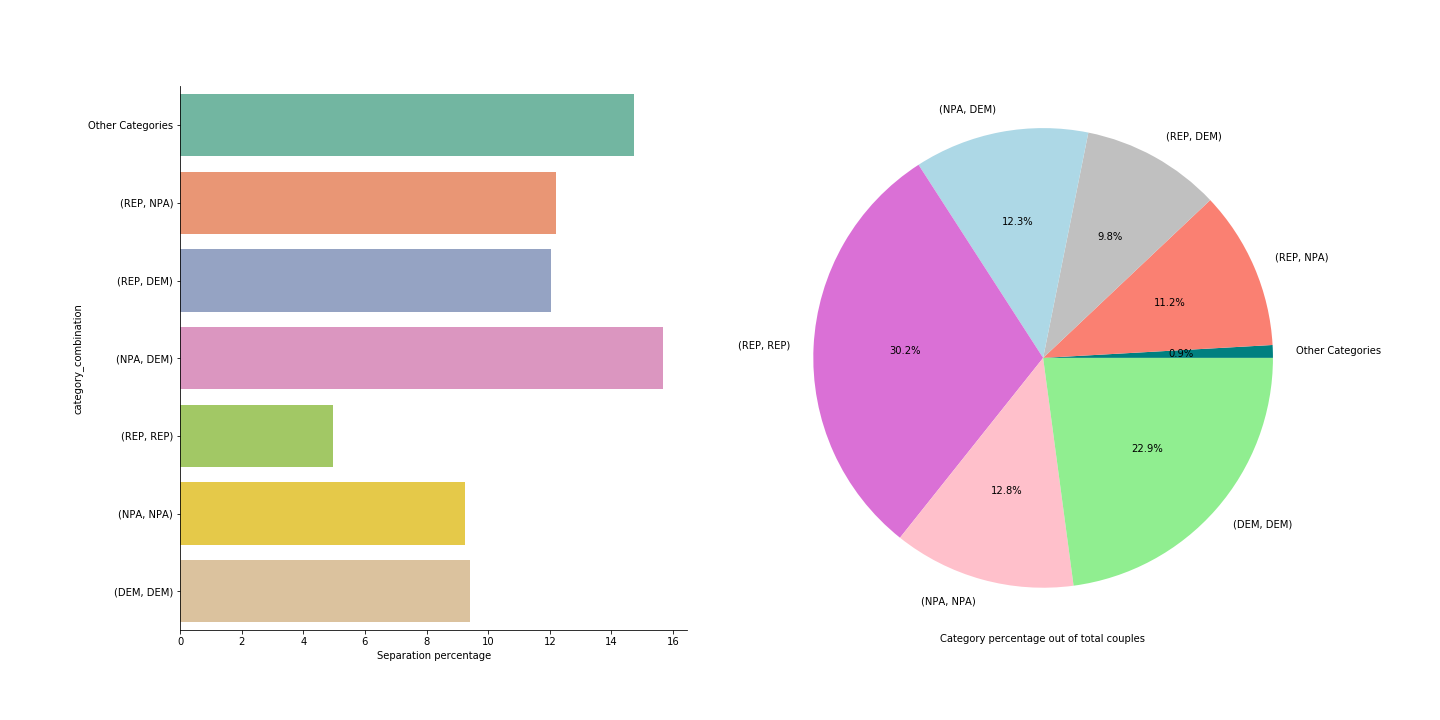 Other Categories
(REP, NPA)
(REP, DEM)
(NPA, DEM)
(REP, REP)
(NPA, NPA)
(DEM, DEM)
category_combination
0 2 4 6 8 10 12 14 16
Separation percentage
(NPA, DEM)
(REP, DEM)
(REP, NPA)
Other Categories
(REP, REP)
(DEM, DEM)
(NPA, NPA)
12.3%
9.8%
11.2%
0.9%
30.2%
22.9%
12.8%
Category percentage out of total couples